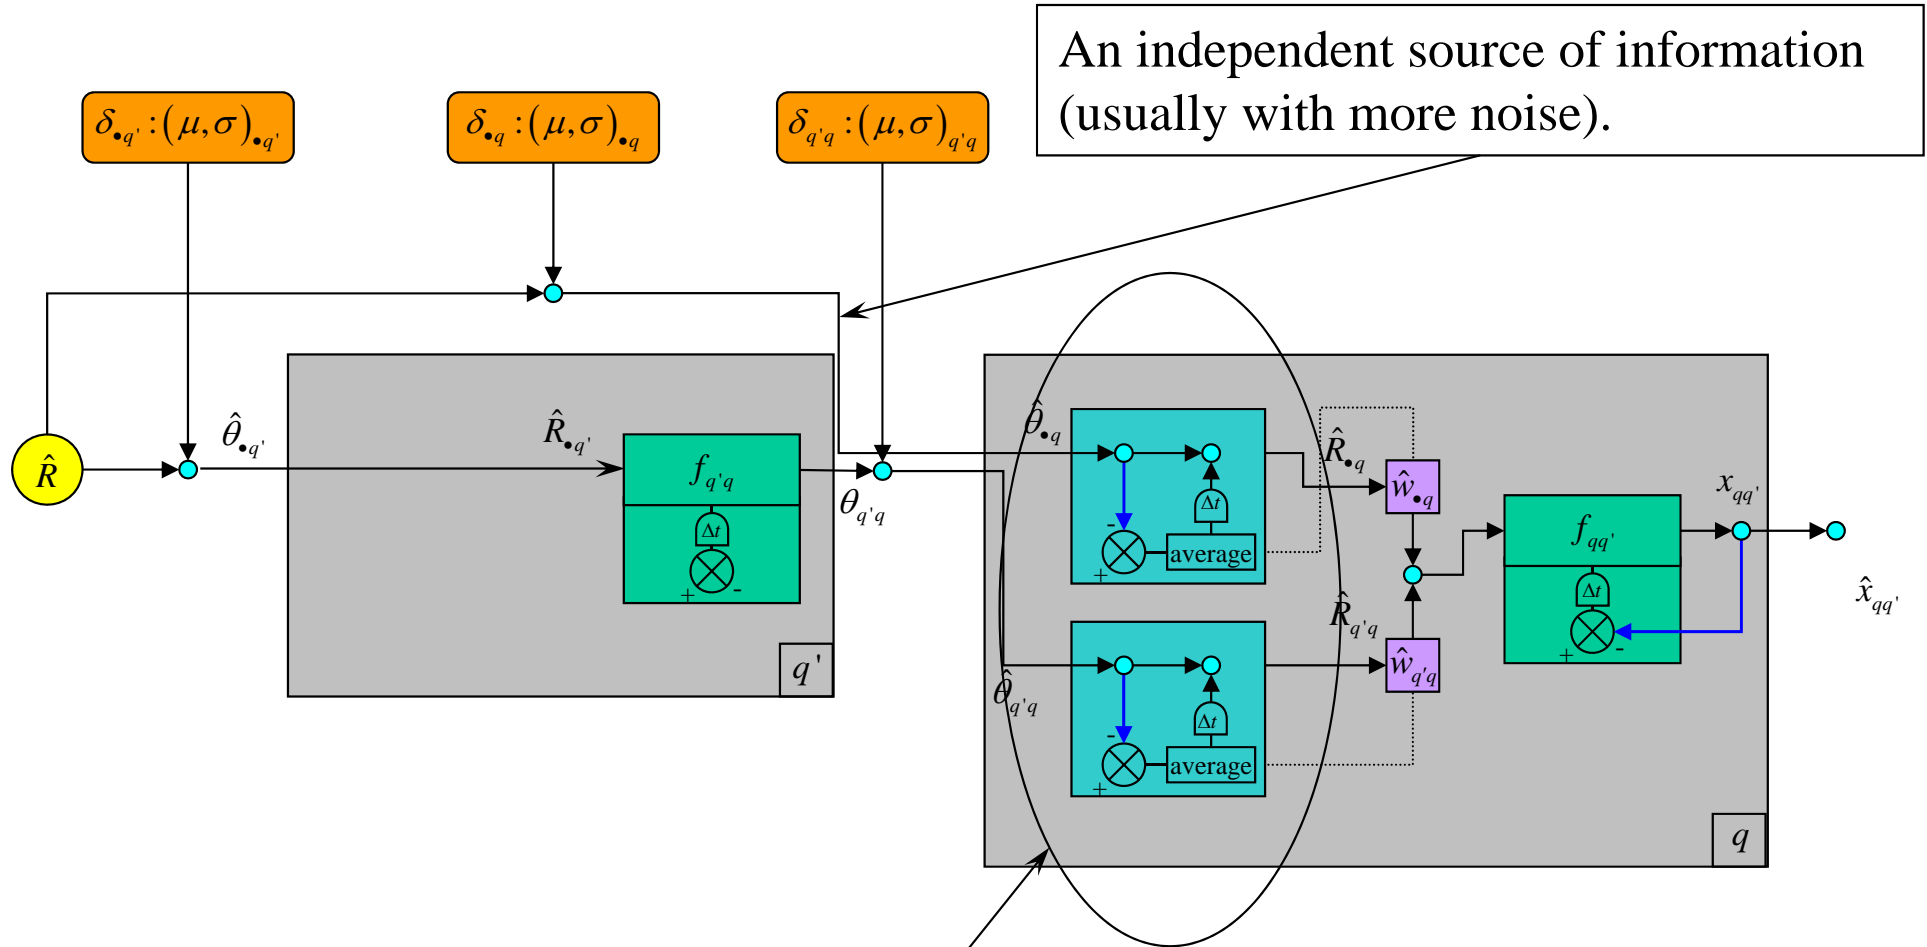 An independent source of information
(usually with more noise).
δ•q' : (μ,σ)•q'
δ•q : (μ,σ)•q
δq'q : (μ,σ)q'q
R̂
θ̂•q'
R̂•q'
fq'q
Δt
+
-
θq'q
q'
θ̂•q
-
+
Δt
average
R̂•q
ŵ•q
θ̂q'q
-
+
Δt
average
R̂q'q
ŵq'q
fqq'
Δt
+
-
xqq'
x̂qq'
q